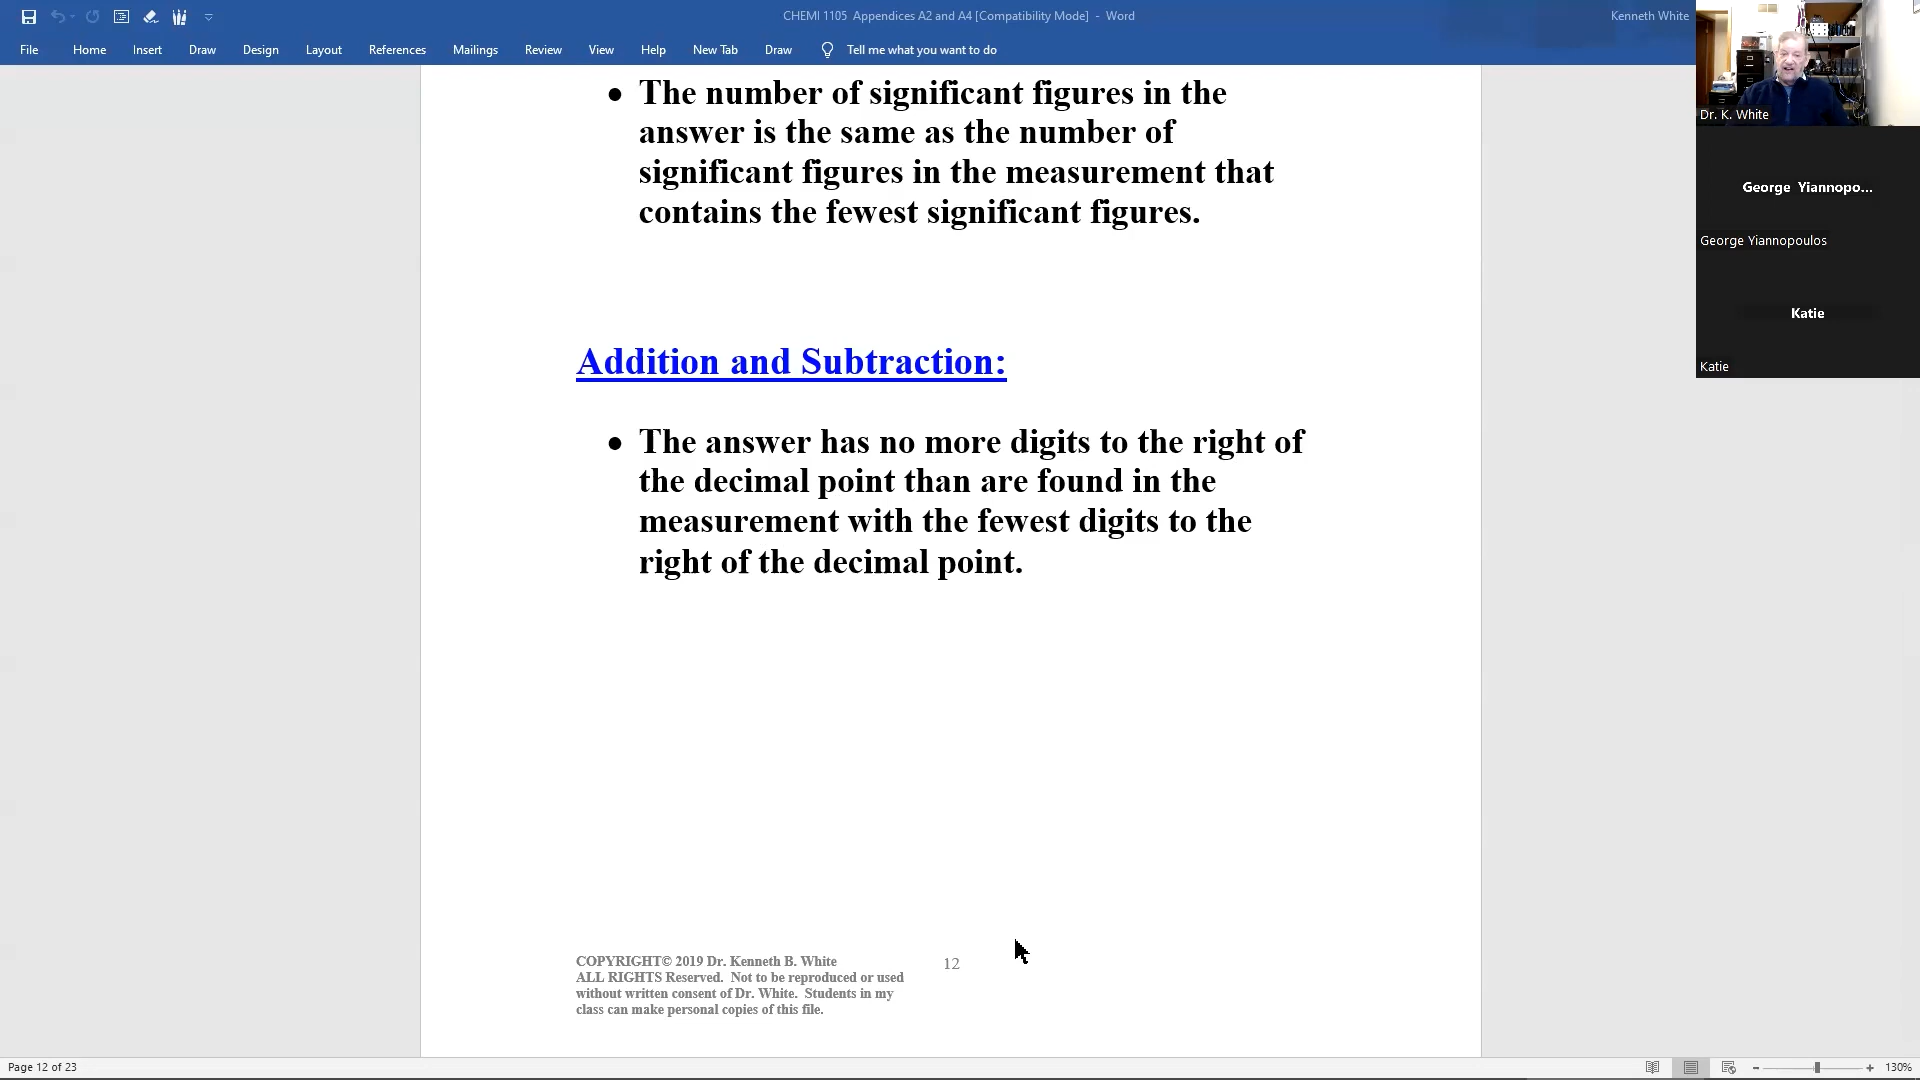 CHEMI 1105  Appendices A2 and A4 [Compatibility Mode]  -  Word
Kenneth White
File Home Insert Draw Design Layout References Mailings Review View Help New Tab Draw Tell me what you want to do
• The number of significant figures in the
answer is the same as the number of
significant figures in the measurement that
contains the fewest significant figures.
Addition and Subtraction:
• The answer has no more digits to the right of
the decimal point than are found in the
measurement with the fewest digits to the
right of the decimal point.
COPYRIGHT© 2019 Dr. Kenneth B. White
ALL RIGHTS Reserved.  Not to be reproduced or used
without written consent of Dr. White.  Students in my
class can make personal copies of this file.
12
Dr. K. White
George Yiannopo...
George Yiannopoulos
Katie
Katie
Page 12 of 23
130%